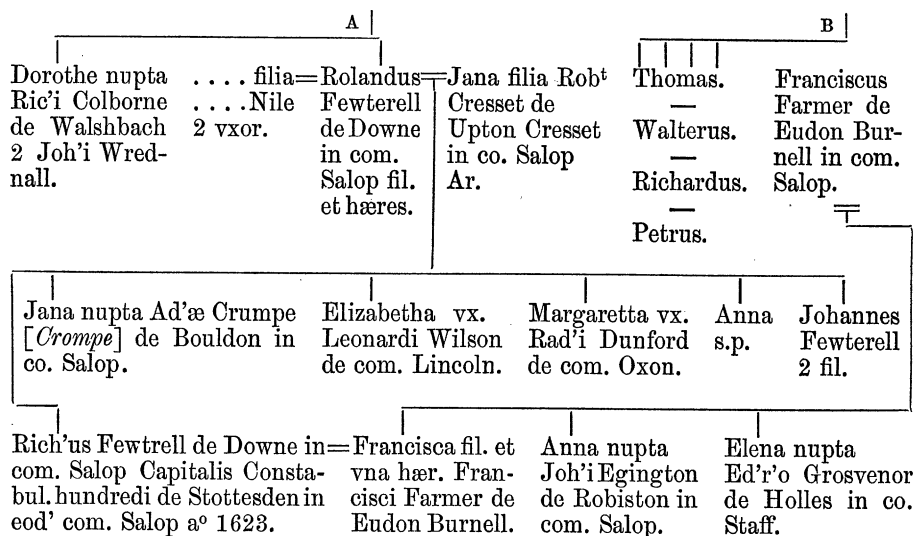 A
B
Dorothe nupta
Ric'i Colborne
de Walshbach
2 Joh'i Wred-
nall.
. . . . filia=
. . . . Nile
2 vxor.
Rolandus=
Fewterell
de Downe
in com.
Salop fil.
et hæres.
Jana filia Robᵗ
Cresset de
Upton Cresset
in co. Salop
Ar.
Thomas.
—
Walterus.
—
Richardus.
—
Petrus.
Franciscus
Farmer de
Eudon Bur-
nell in com.
Salop.
Jana nupta Ad'æ Crumpe
[Crompe] de Bouldon in
co. Salop.
Elizabetha vx.
Leonardi Wilson
de com. Lincoln.
Margaretta vx.
Rad'i Dunford
de com. Oxon.
Anna
s.p.
Johannes
Fewterell
2 fil.
Rich'us Fewtrell de Downe in=
com. Salop Capitalis Consta-
bul. hundredi de Stottesden in
eod' com. Salop aº 1623.
Francisca fil. et
vna hær. Fran-
cisci Farmer de
Eudon Burnell.
Anna nupta
Joh'i Egington
de Robiston in
com. Salop.
Elena nupta
Ed'r'o Grosvenor
de Holles in co.
Staff.